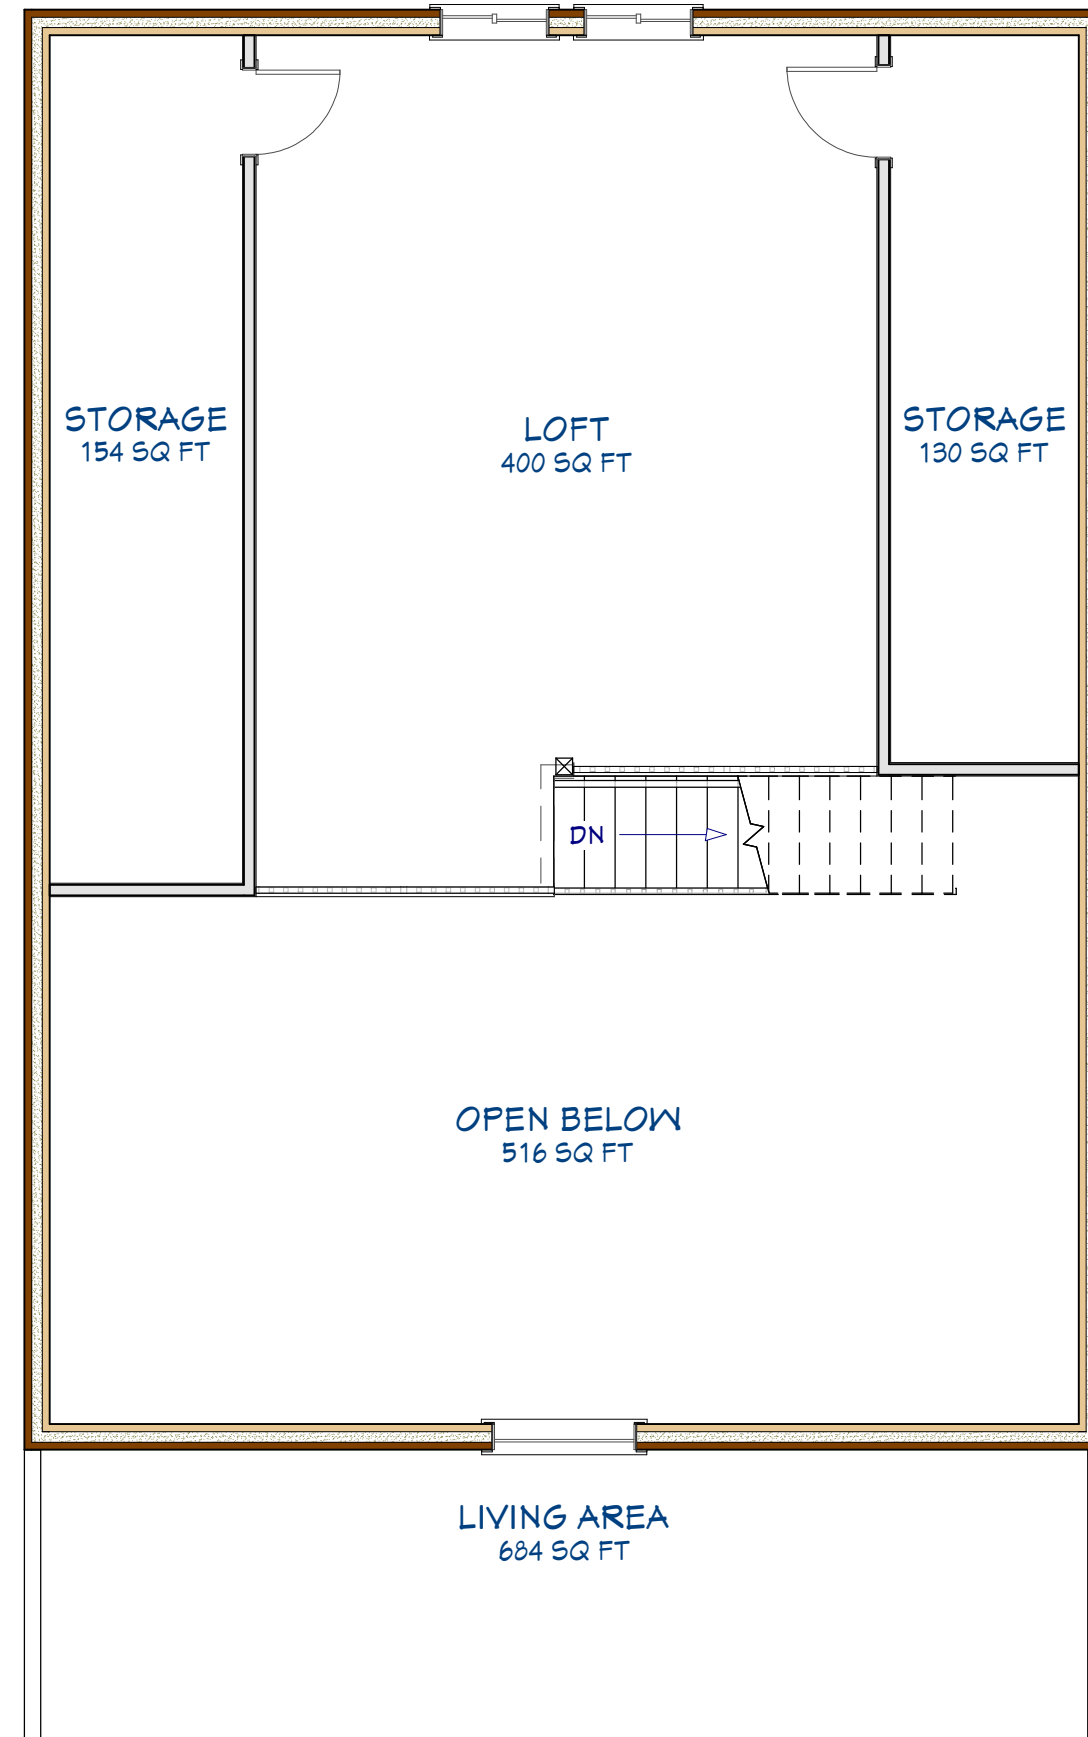 STORAGE
154 SQ FT
LOFT
400 SQ FT
STORAGE
130 SQ FT
DN
OPEN BELOW
516 SQ FT
LIVING AREA
684 SQ FT